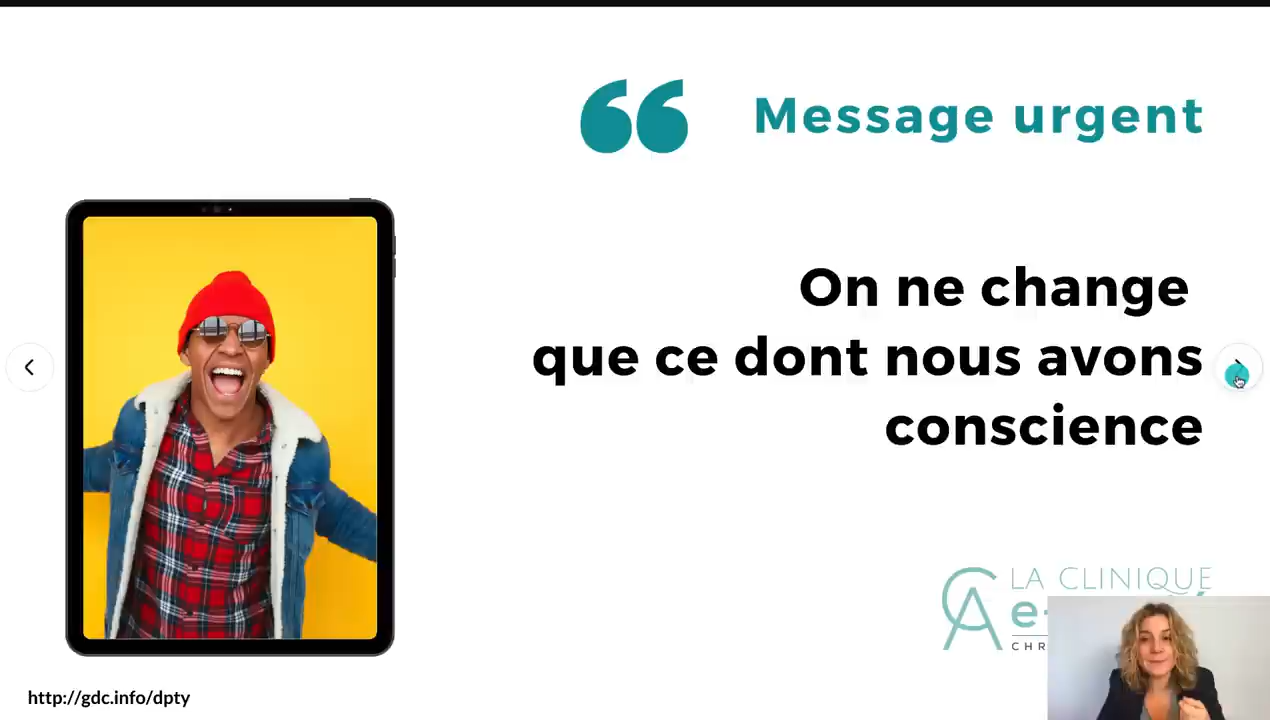 Message urgent
On ne change
que ce dont nous avons
conscience
LA CLINIQUE
http://gdc.info/dpty